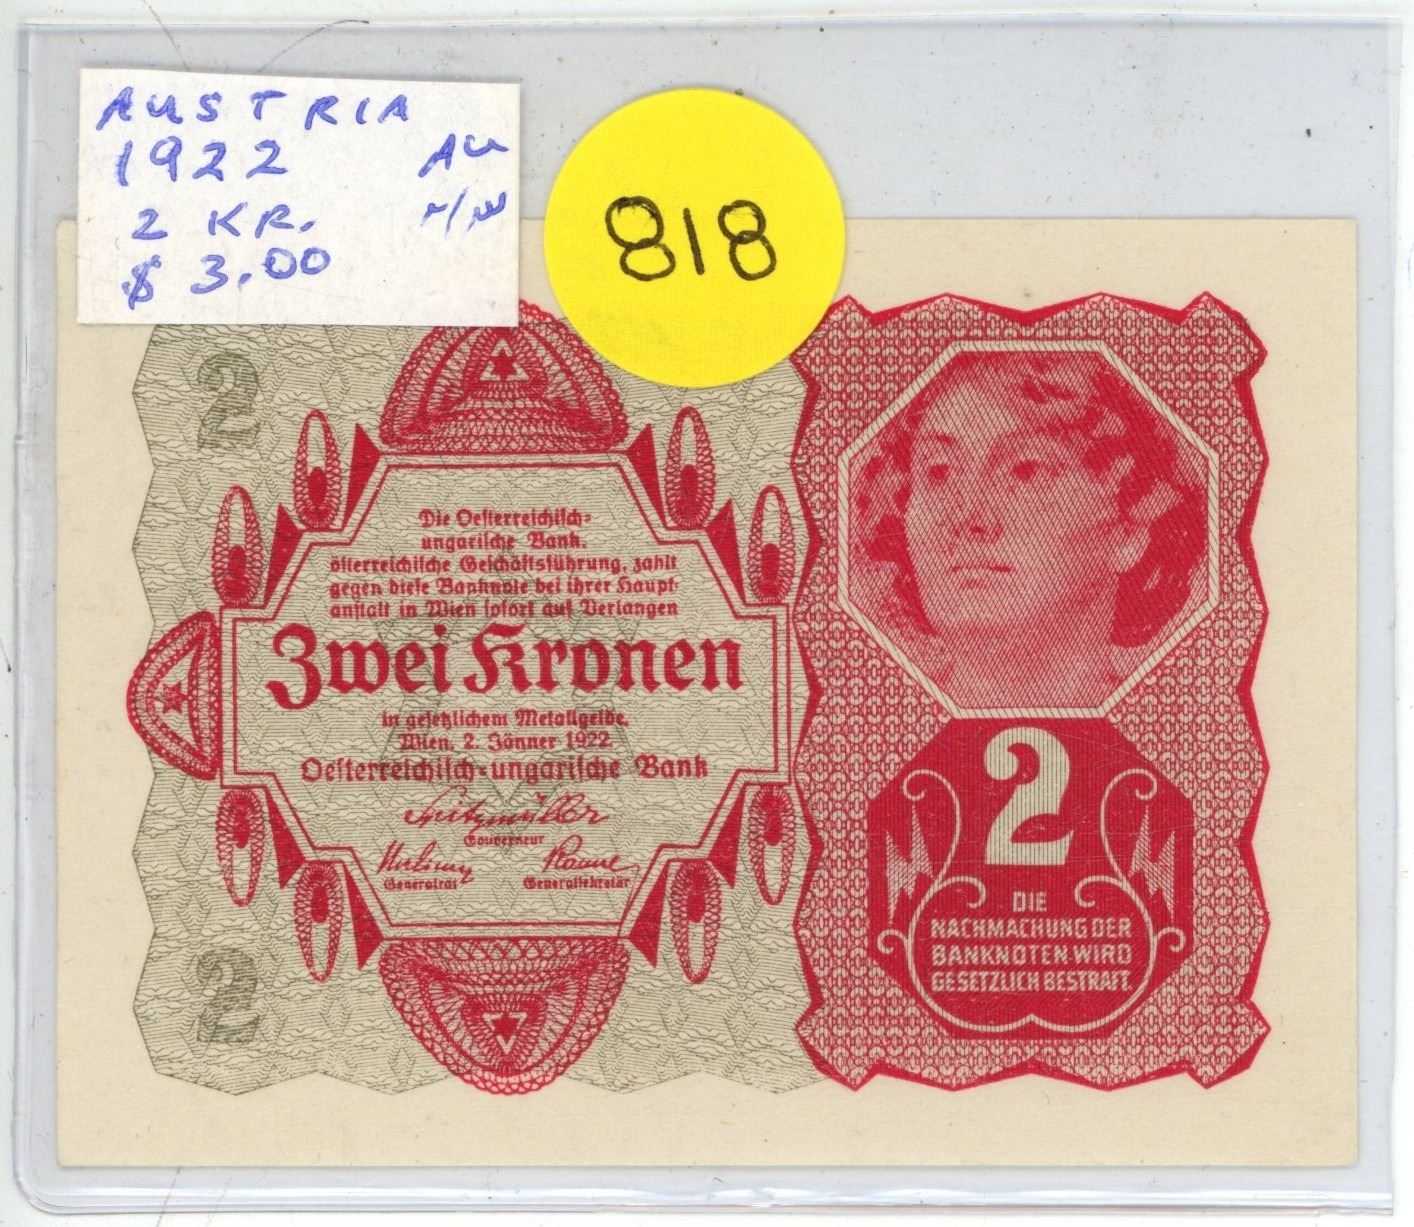 AUSTRIA
1922 AU
2 KR.
$ 3.00
818
2
Die Oesterreichisch-
ungarische Bank,
österreichische Geschäftsführung, zahlt
gegen diese Banknote bei ihrer Haupt-
anstalt in Wien sofort auf Verlangen
Zwei Kronen
in gesetzlichem Metallgelde.
Wien, 2. Jänner 1922.
Oesterreichisch-ungarische Bank
Spitzmüller
Gouverneur
Generalrat Generalsekretär
2
2
DIE
NACHMACHUNG DER
BANKNOTEN WIRD
GESETZLICH BESTRAFT.